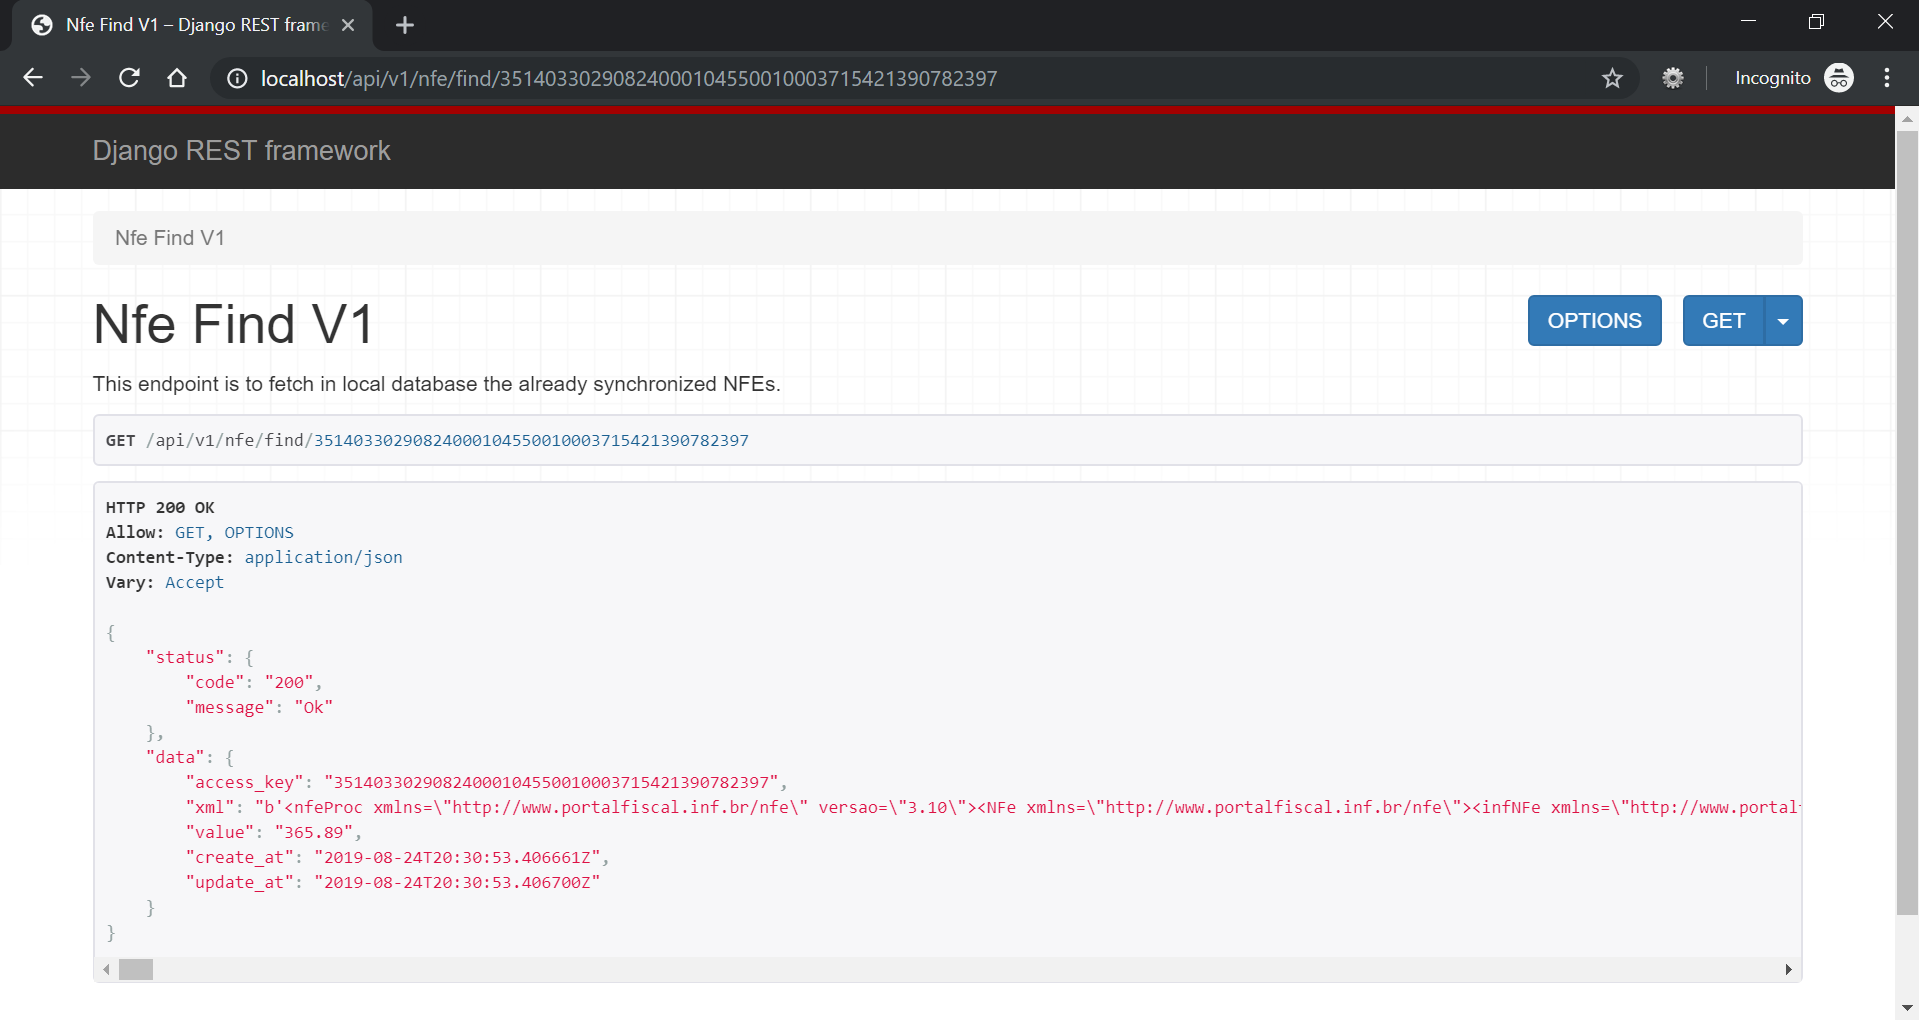 Nfe Find V1 – Django REST frame
localhost/api/v1/nfe/find/35140330290824000104550010003715421390782397
Incognito
Django REST framework
Nfe Find V1
Nfe Find V1
OPTIONS
GET
This endpoint is to fetch in local database the already synchronized NFEs.
GET /api/v1/nfe/find/35140330290824000104550010003715421390782397
HTTP 200 OK
Allow: GET, OPTIONS
Content-Type: application/json
Vary: Accept
{
"status": {
"code": "200",
"message": "Ok"
},
"data": {
"access_key": "35140330290824000104550010003715421390782397",
"xml": "b'<nfeProc xmlns=\"http://www.portalfiscal.inf.br/nfe\" versao=\"3.10\"><NFe xmlns=\"http://www.portalfiscal.inf.br/nfe\"><infNFe xmlns=\"http://www.portal
"value": "365.89",
"create_at": "2019-08-24T20:30:53.406661Z",
"update_at": "2019-08-24T20:30:53.406700Z"
}
}